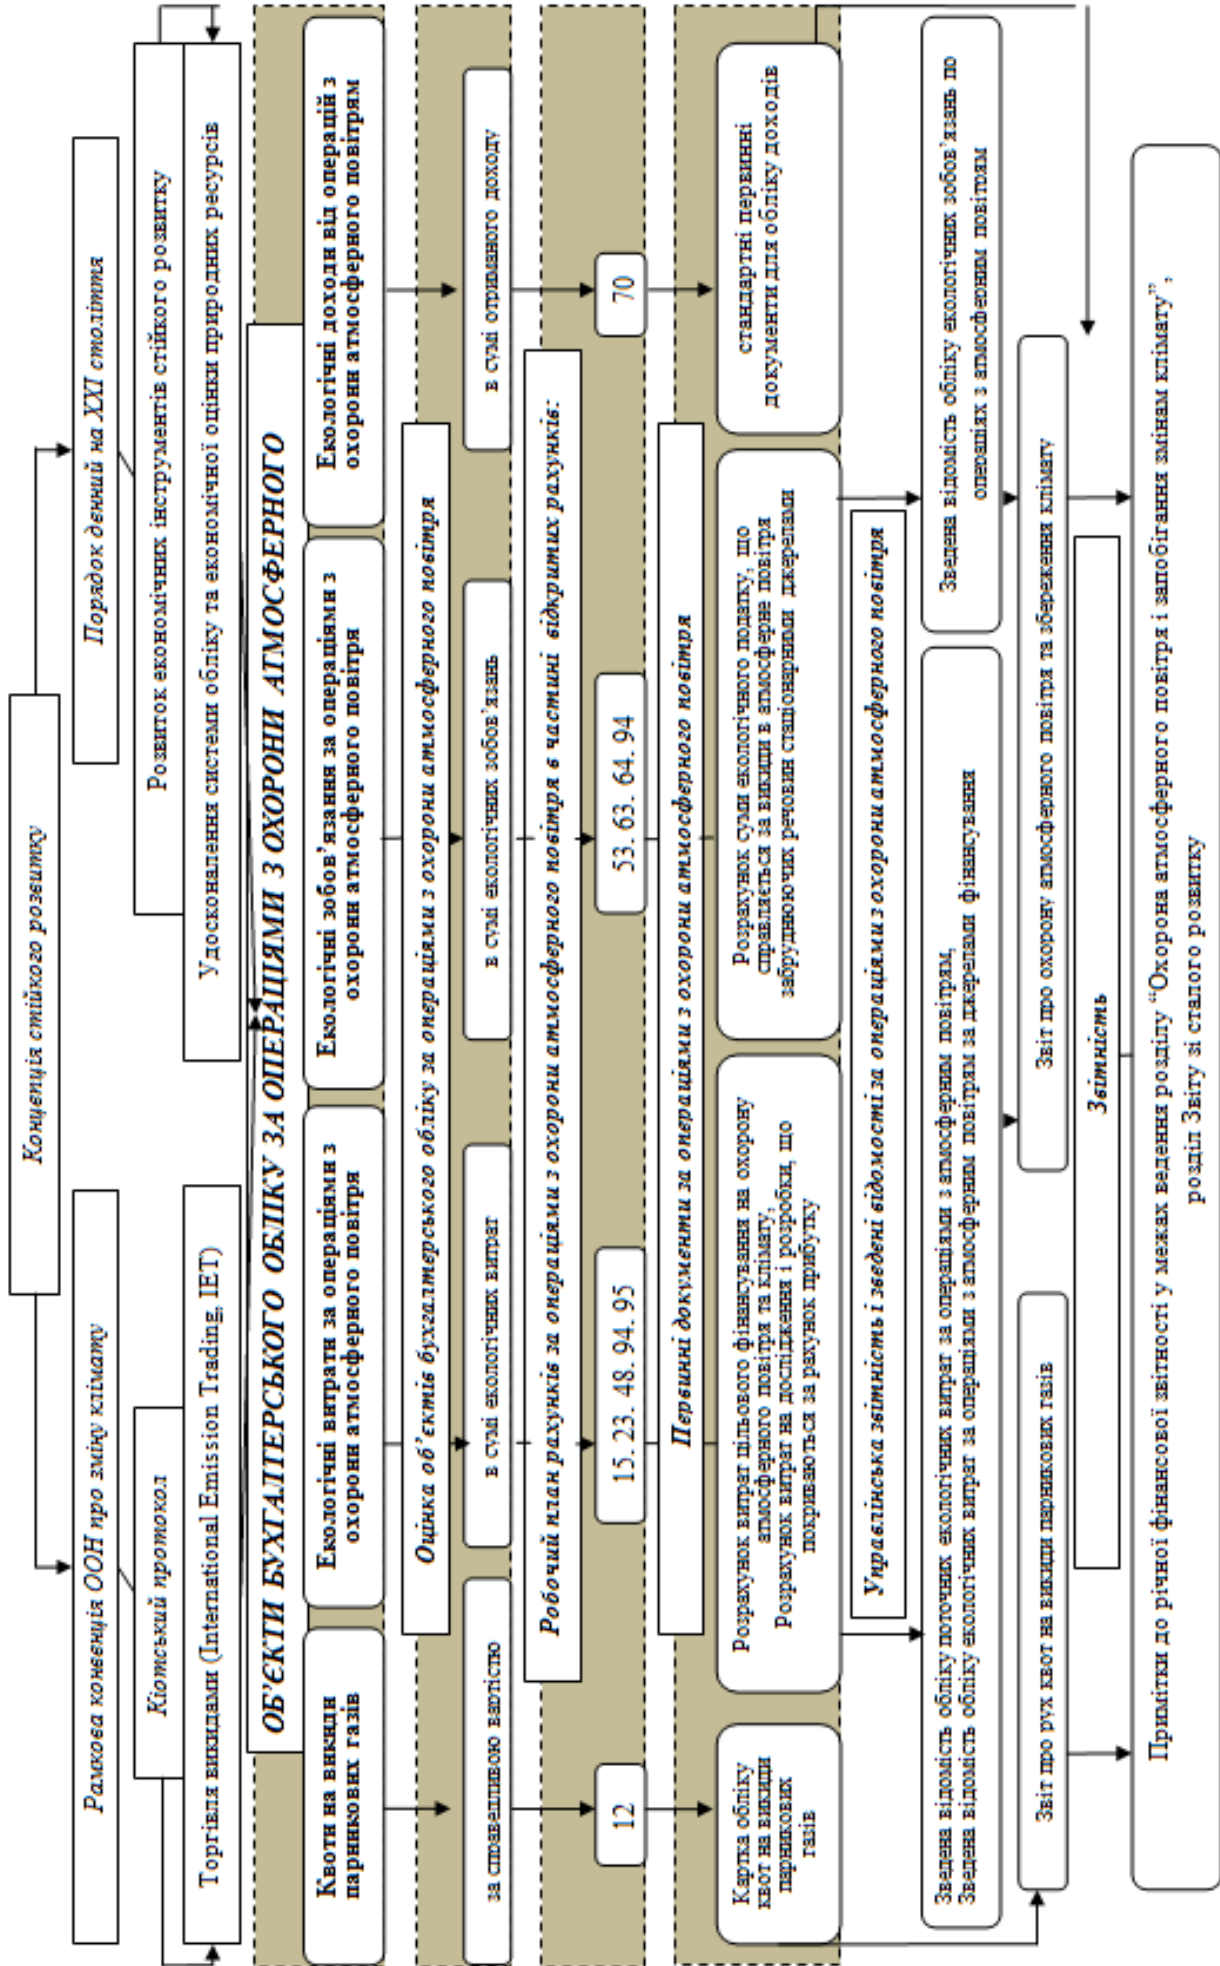 Концепція стійкого розвитку
Рамкова конвенція ООН про зміну клімату
Порядок денний на XXI століття
Кіотський протокол
Розвиток економічних інструментів стійкого розвитку
Торгівля викидами (International Emission Trading, IET)
Удосконалення системи обліку та економічної оцінки природних ресурсів
ОБ’ЄКТИ БУХГАЛТЕРСЬКОГО ОБЛІКУ ЗА ОПЕРАЦІЯМИ З ОХОРОНИ АТМОСФЕРНОГО
Квоти на викиди
парникових газів
Екологічні витрати за операціями з
охорони атмосферного повітря
Екологічні зобов’язання за операціями з
охорони атмосферного повітря
Екологічні доходи від операцій з
охорони атмосферного повітрям
Оцінка об’єктів бухгалтерського обліку за операціями з охорони атмосферного повітря
за справедливою вартістю
в сумі екологічних витрат
в сумі екологічних зобов’язань
в сумі отриманого доходу
Робочий план рахунків за операціями з охорони атмосферного повітря в частині відкритих рахунків:
12
15. 23. 48. 94. 95
53. 63. 64. 94
70
Первинні документи за операціями з охорони атмосферного повітря
Картка обліку
квот на викиди
парникових
газів
Розрахунок витрат цільового фінансування на охорону
атмосферного повітря та клімату,
Розрахунок витрат на дослідження і розробки, що
покриваються за рахунок прибутку
Розрахунок суми екологічного податку, що
справляється за викиди в атмосферне повітря
забруднюючих речовин стаціонарними джерелами
стандартні первинні
документи для обліку доходів
Управлінська звітність і зведені відомості за операціями з охорони атмосферного повітря
Зведена відомість обліку поточних екологічних витрат за операціями з атмосферним повітрям,
Зведена відомість обліку екологічних витрат за операціями з атмосферним повітрям за джерелами фінансування
Зведена відомість обліку екологічних зобов’язань по
операціях з атмосферним повітрям
Звіт про рух квот на викиди парникових газів
Звіт про охорону атмосферного повітря та збереження клімату
Звітність
Примітки до річної фінансової звітності у межах ведення розділу “Охорона атмосферного повітря і запобігання змінам клімату”,
розділ Звіту зі сталого розвитку